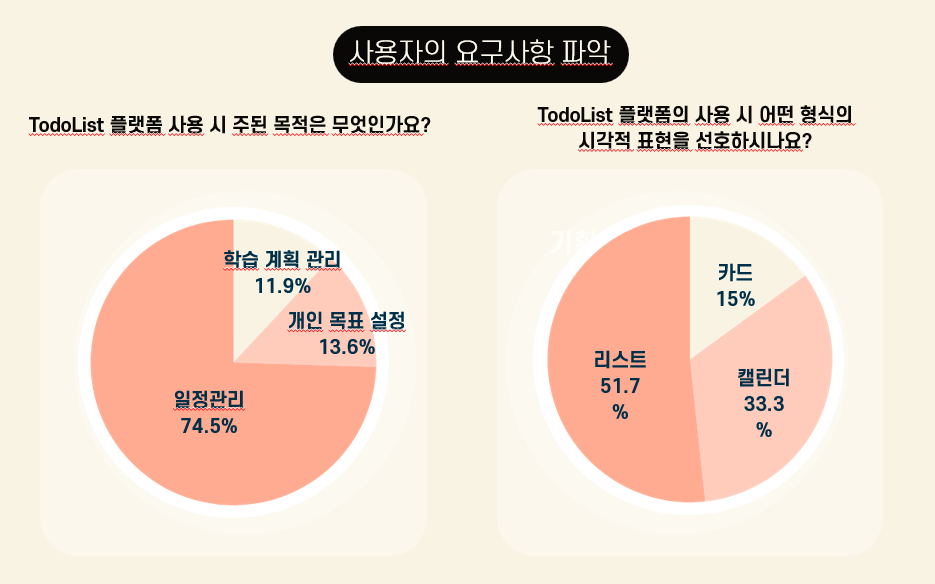 사용자의 요구사항 파악
TodoList 플랫폼 사용 시 주된 목적은 무엇인가요?
학습 계획 관리
11.9%
개인 목표 설정
13.6%
일정관리
74.5%
TodoList 플랫폼의 사용 시 어떤 형식의
시각적 표현을 선호하시나요?
카드
15%
리스트
51.7
%
캘린더
33.3
%